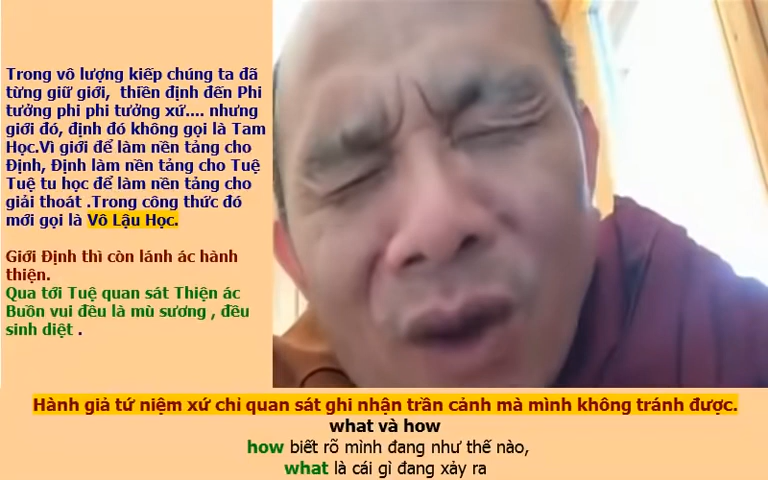 Trong vô lượng kiếp chúng ta đã
từng giữ giới, thiền định đến Phi
tưởng phi phi tưởng xứ.... nhưng
giới đó, định đó không gọi là Tam
Học.Vì giới để làm nền tảng cho
Định, Định làm nền tảng cho Tuệ
Tuệ tu học để làm nền tảng cho
giải thoát .Trong công thức đó
mới gọi là Vô Lậu Học.
Giới Định thì còn lánh ác hành
thiện.
Qua tới Tuệ quan sát Thiện ác
Buồn vui đều là mù sương , đều
sinh diệt .
Hành giả tứ niệm xứ chỉ quan sát ghi nhận trần cảnh mà mình không tránh được.
what và how
how biết rõ mình đang như thế nào,
what là cái gì đang xảy ra